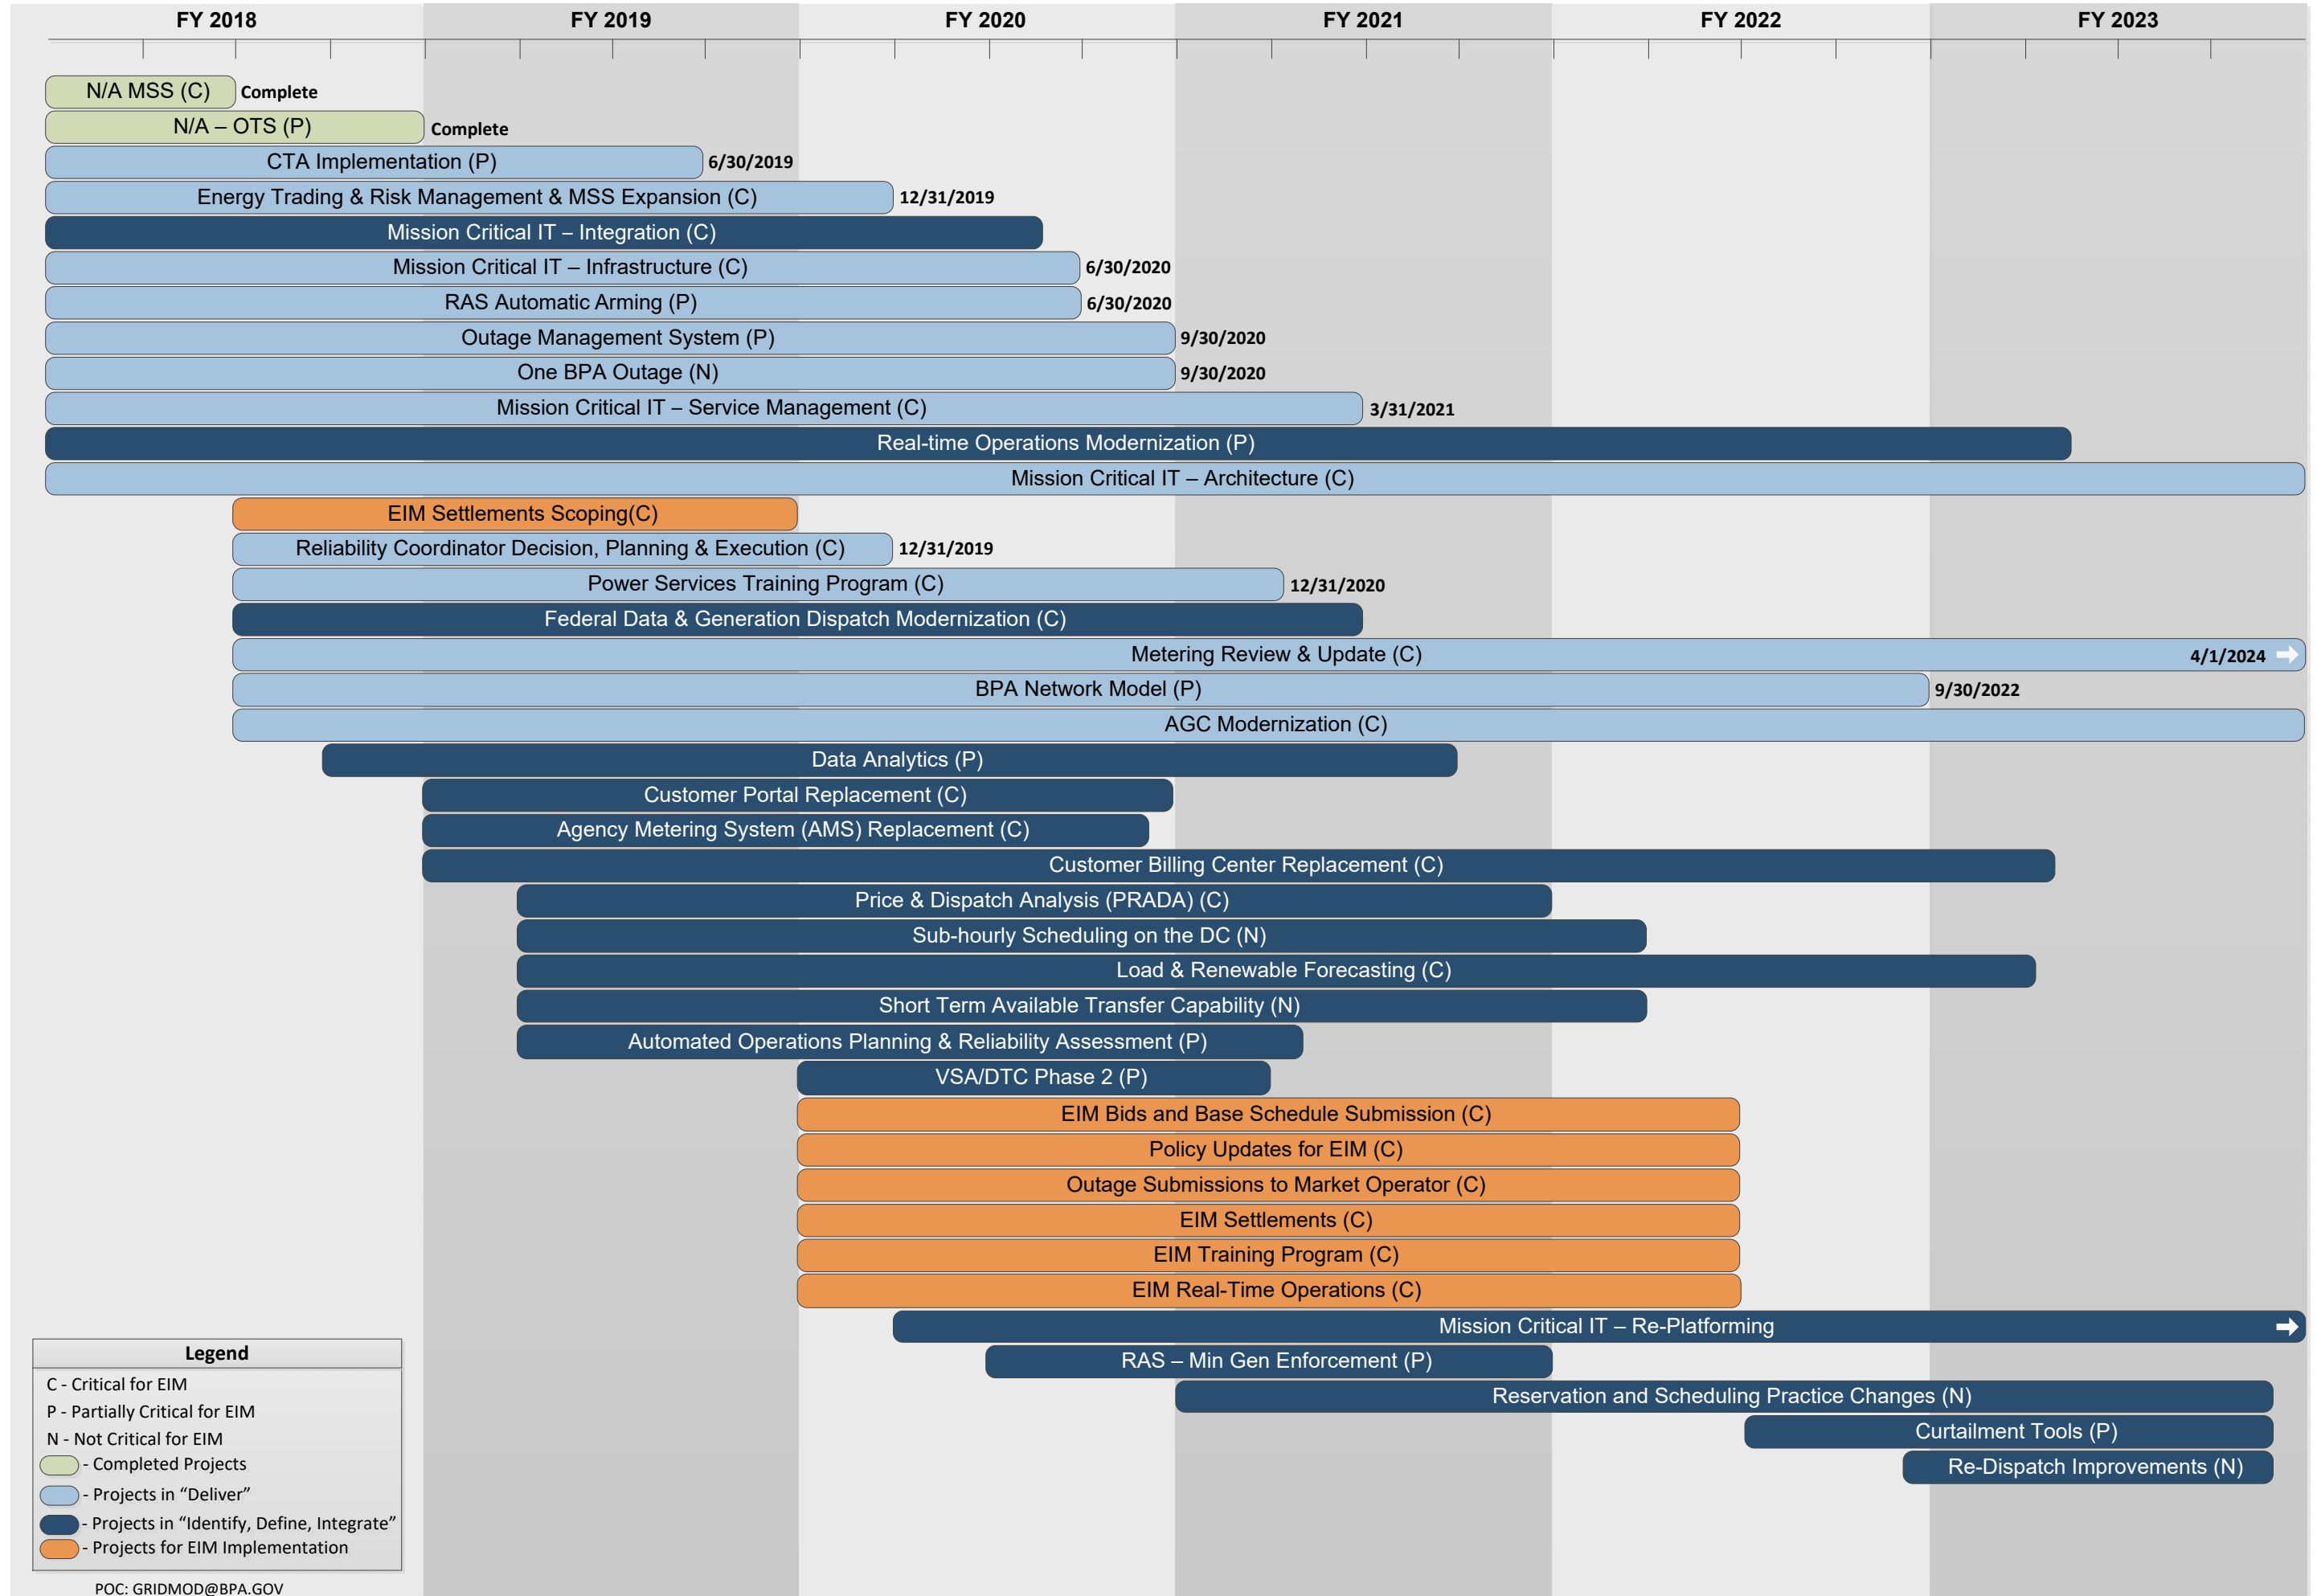 FY 2018 FY 2019 FY 2020 FY 2021 FY 2022 FY 2023
N/A MSS (C) Complete
N/A – OTS (P) Complete
CTA Implementation (P) 6/30/2019
Energy Trading & Risk Management & MSS Expansion (C) 12/31/2019
Mission Critical IT – Integration (C)
Mission Critical IT – Infrastructure (C) 6/30/2020
RAS Automatic Arming (P) 6/30/2020
Outage Management System (P) 9/30/2020
One BPA Outage (N) 9/30/2020
Mission Critical IT – Service Management (C) 3/31/2021
Real-time Operations Modernization (P)
Mission Critical IT – Architecture (C)
EIM Settlements Scoping(C)
Reliability Coordinator Decision, Planning & Execution (C) 12/31/2019
Power Services Training Program (C) 12/31/2020
Federal Data & Generation Dispatch Modernization (C)
Metering Review & Update (C) 4/1/2024
BPA Network Model (P) 9/30/2022
AGC Modernization (C)
Data Analytics (P)
Customer Portal Replacement (C)
Agency Metering System (AMS) Replacement (C)
Customer Billing Center Replacement (C)
Price & Dispatch Analysis (PRADA) (C)
Sub-hourly Scheduling on the DC (N)
Load & Renewable Forecasting (C)
Short Term Available Transfer Capability (N)
Automated Operations Planning & Reliability Assessment (P)
VSA/DTC Phase 2 (P)
EIM Bids and Base Schedule Submission (C)
Policy Updates for EIM (C)
Outage Submissions to Market Operator (C)
EIM Settlements (C)
EIM Training Program (C)
EIM Real-Time Operations (C)
Mission Critical IT – Re-Platforming
RAS – Min Gen Enforcement (P)
Reservation and Scheduling Practice Changes (N)
Curtailment Tools (P)
Re-Dispatch Improvements (N)
Legend
C - Critical for EIM
P - Partially Critical for EIM
N - Not Critical for EIM
- Completed Projects
- Projects in “Deliver”
- Projects in “Identify, Define, Integrate”
- Projects for EIM Implementation
POC: GRIDMOD@BPA.GOV